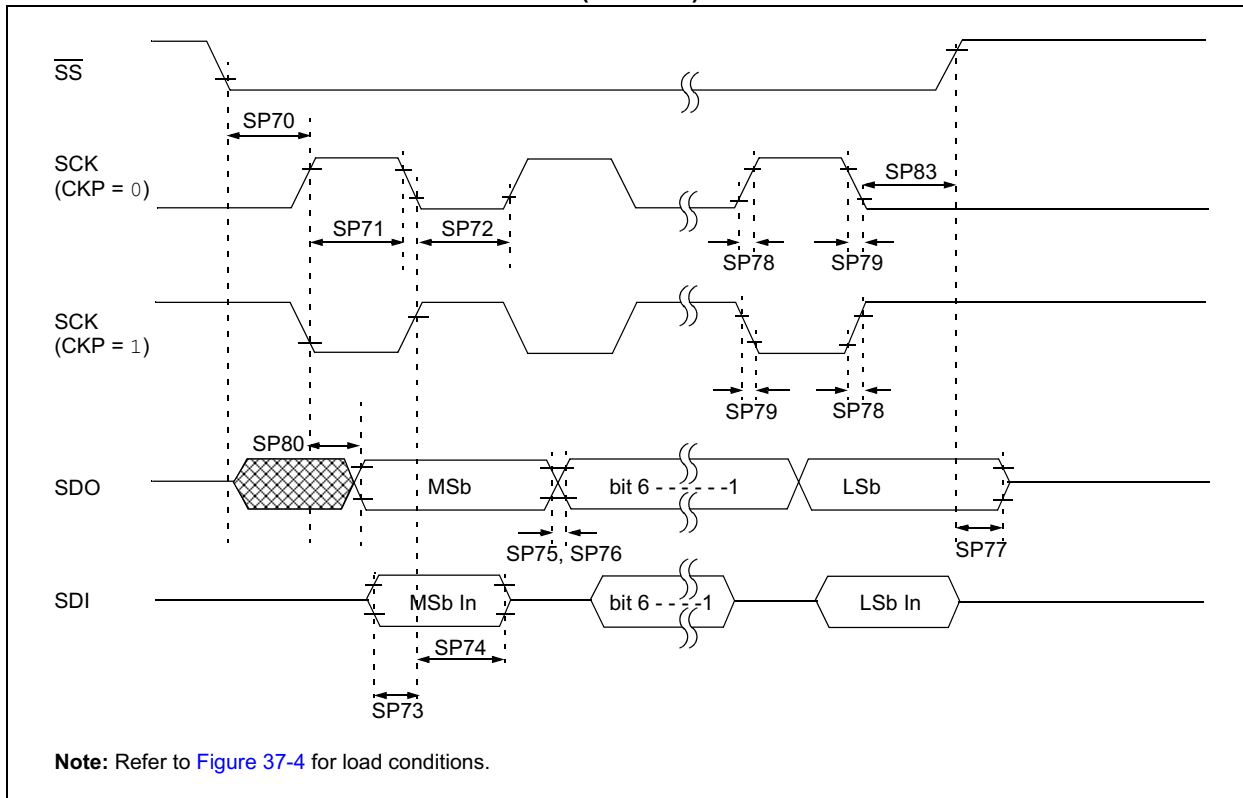 SS
SP70
SCK
(CKP = 0)
SP83
SP71
SP72
SP78
SP79
SCK
(CKP = 1)
SP79
SP78
SP80
SDO
MSb
bit 6 - - - - - -1
LSb
SP75, SP76
SP77
SDI
MSb In
bit 6 - - - -1
LSb In
SP74
SP73
Note: Refer to Figure 37-4 for load conditions.